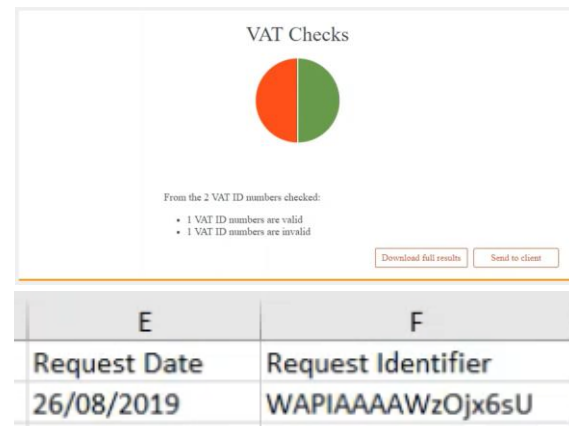 VAT Checks
From the 2 VAT ID numbers checked:
• 1 VAT ID numbers are valid
• 1 VAT ID numbers are invalid
Download full results Send to client
E F
Request Date Request Identifier
26/08/2019 WAPIAAAAWzOjx6sU